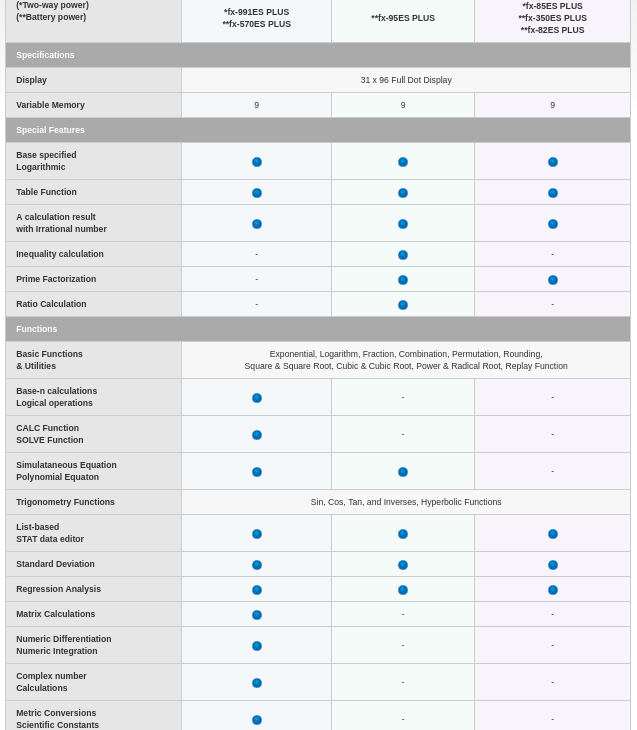 (*Two-way power)
(**Battery power)
*fx-991ES PLUS
**fx-570ES PLUS
**fx-95ES PLUS
*fx-85ES PLUS
**fx-350ES PLUS
**fx-82ES PLUS
Specifications
Display
31 x 96 Full Dot Display
Variable Memory
9
9
9
Special Features
Base specified
Logarithmic
Table Function
A calculation result
with Irrational number
Inequality calculation
-
-
Prime Factorization
-
Ratio Calculation
-
-
Functions
Basic Functions
& Utilities
Exponential, Logarithm, Fraction, Combination, Permutation, Rounding,
Square & Square Root, Cubic & Cubic Root, Power & Radical Root, Replay Function
Base-n calculations
Logical operations
-
-
CALC Function
SOLVE Function
-
-
Simulataneous Equation
Polynomial Equaton
-
Trigonometry Functions
Sin, Cos, Tan, and Inverses, Hyperbolic Functions
List-based
STAT data editor
Standard Deviation
Regression Analysis
Matrix Calculations
-
-
Numeric Differentiation
Numeric Integration
-
-
Complex number
Calculations
-
-
Metric Conversions
Scientific Constants
-
-